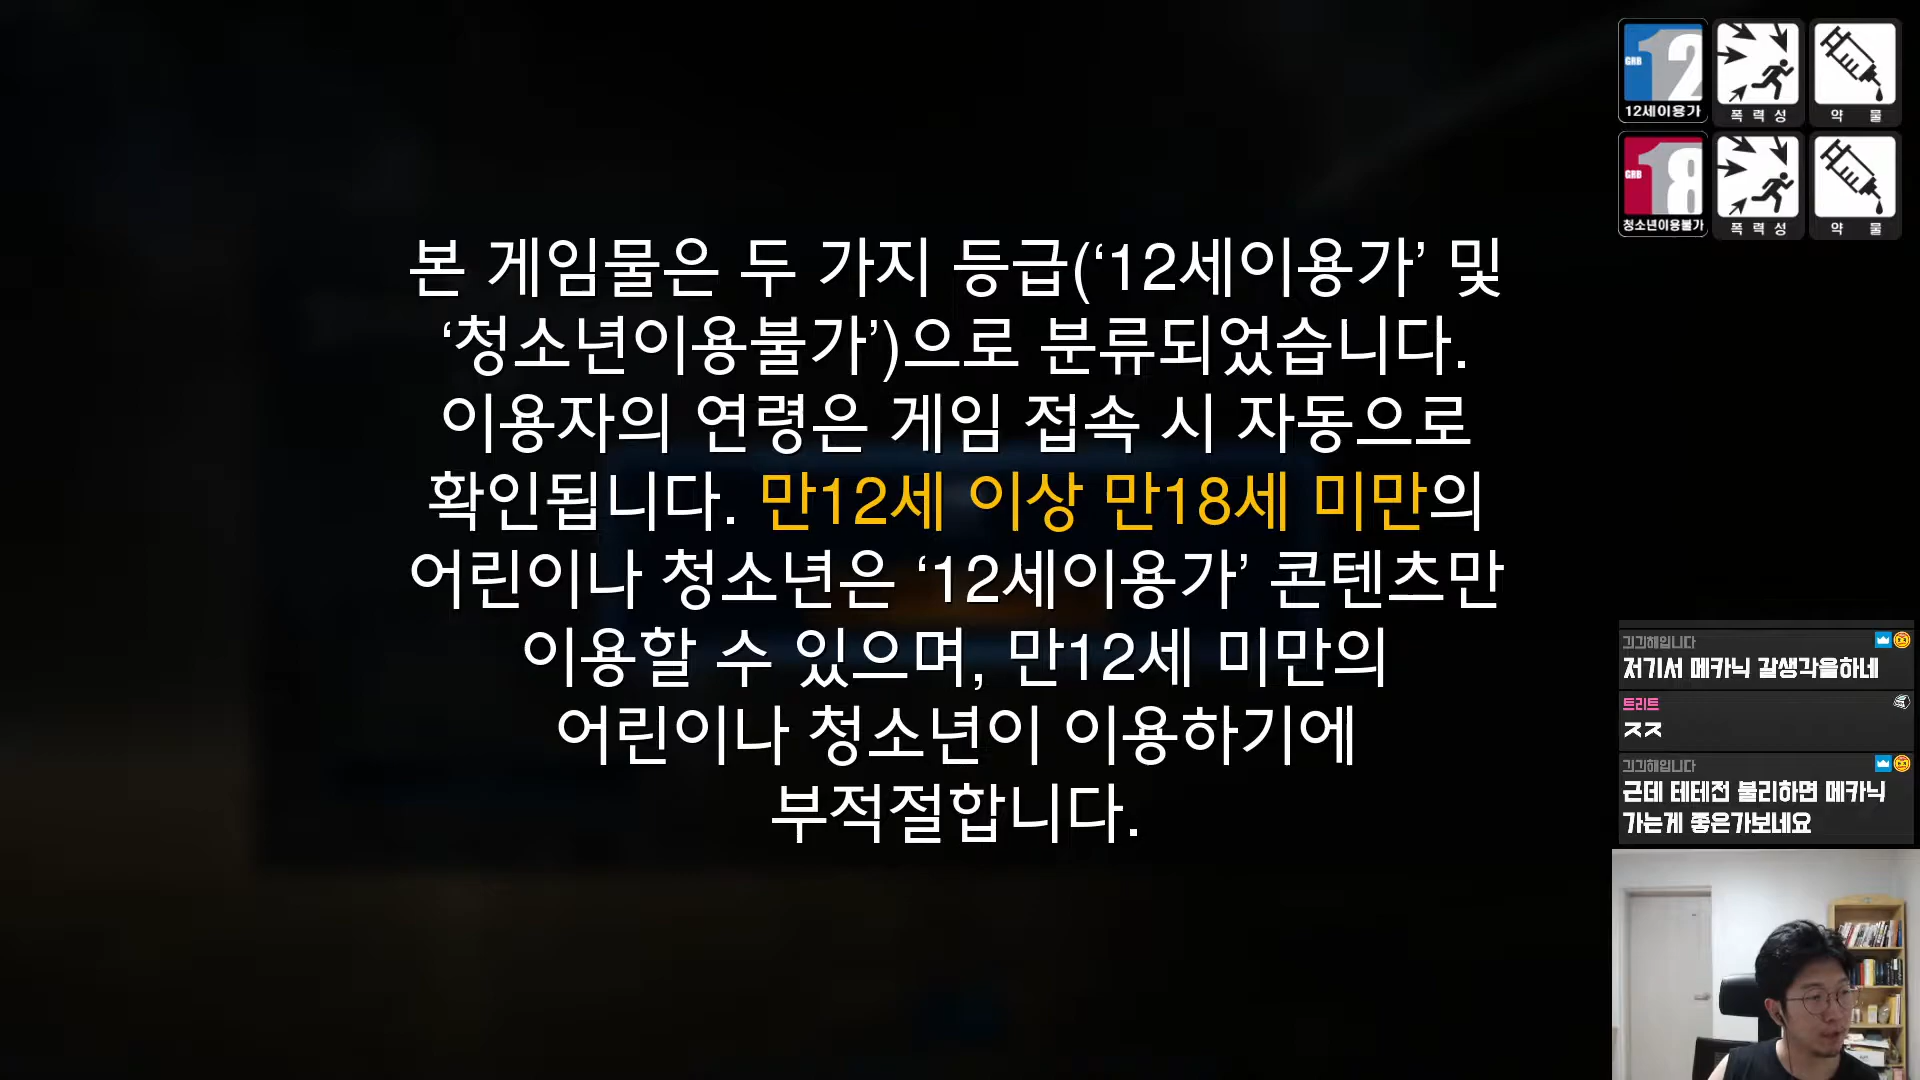 GRB
12
12세이용가
폭력성
약 물
GRB
18
청소년이용불가
폭력성
약 물
본 게임물은 두 가지 등급(‘12세이용가’ 및
‘청소년이용불가’)으로 분류되었습니다.
이용자의 연령은 게임 접속 시 자동으로
확인됩니다. 만12세 이상 만18세 미만의
어린이나 청소년은 ‘12세이용가’ 콘텐츠만
이용할 수 있으며, 만12세 미만의
어린이나 청소년이 이용하기에
부적절합니다.
긔긔해입니다
저기서 메카닉 갈생각을하네
트리트
ㅈㅈ
긔긔해입니다
근데 테테전 불리하면 메카닉
가는게 좋은가보네요